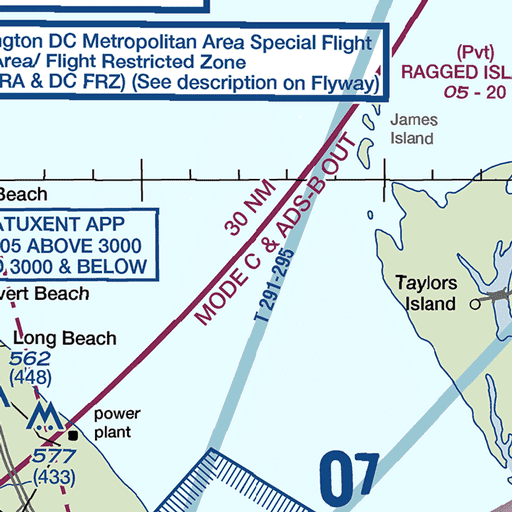 ngton DC Metropolitan Area Special Flight
Area/ Flight Restricted Zone
RA & DC FRZ) (See description on Flyway)
(Pvt)
RAGGED ISL
05 - 20
James
Island
Beach
30 NM
MODE C & ADS-B OUT
ATUXENT APP
05 ABOVE 3000
3000 & BELOW
T 291-295
Taylors
Island
vert Beach
Long Beach
562
(448)
power
plant
577
(433)
07